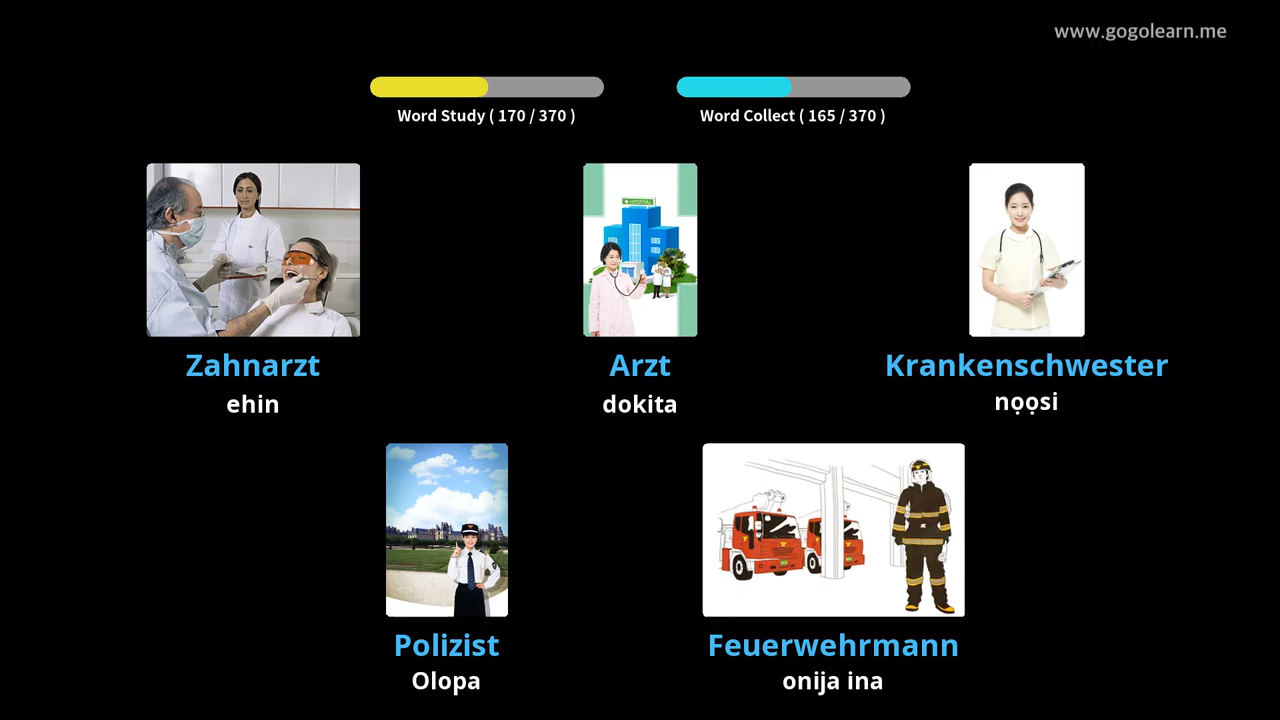 www.gogolearn.me
Word Study ( 170 / 370 )
Word Collect ( 165 / 370 )
HOSPITAL
Zahnarzt
ehin
Arzt
dokita
Krankenschwester
nọọsi
Polizist
Olopa
Feuerwehrmann
onija ina